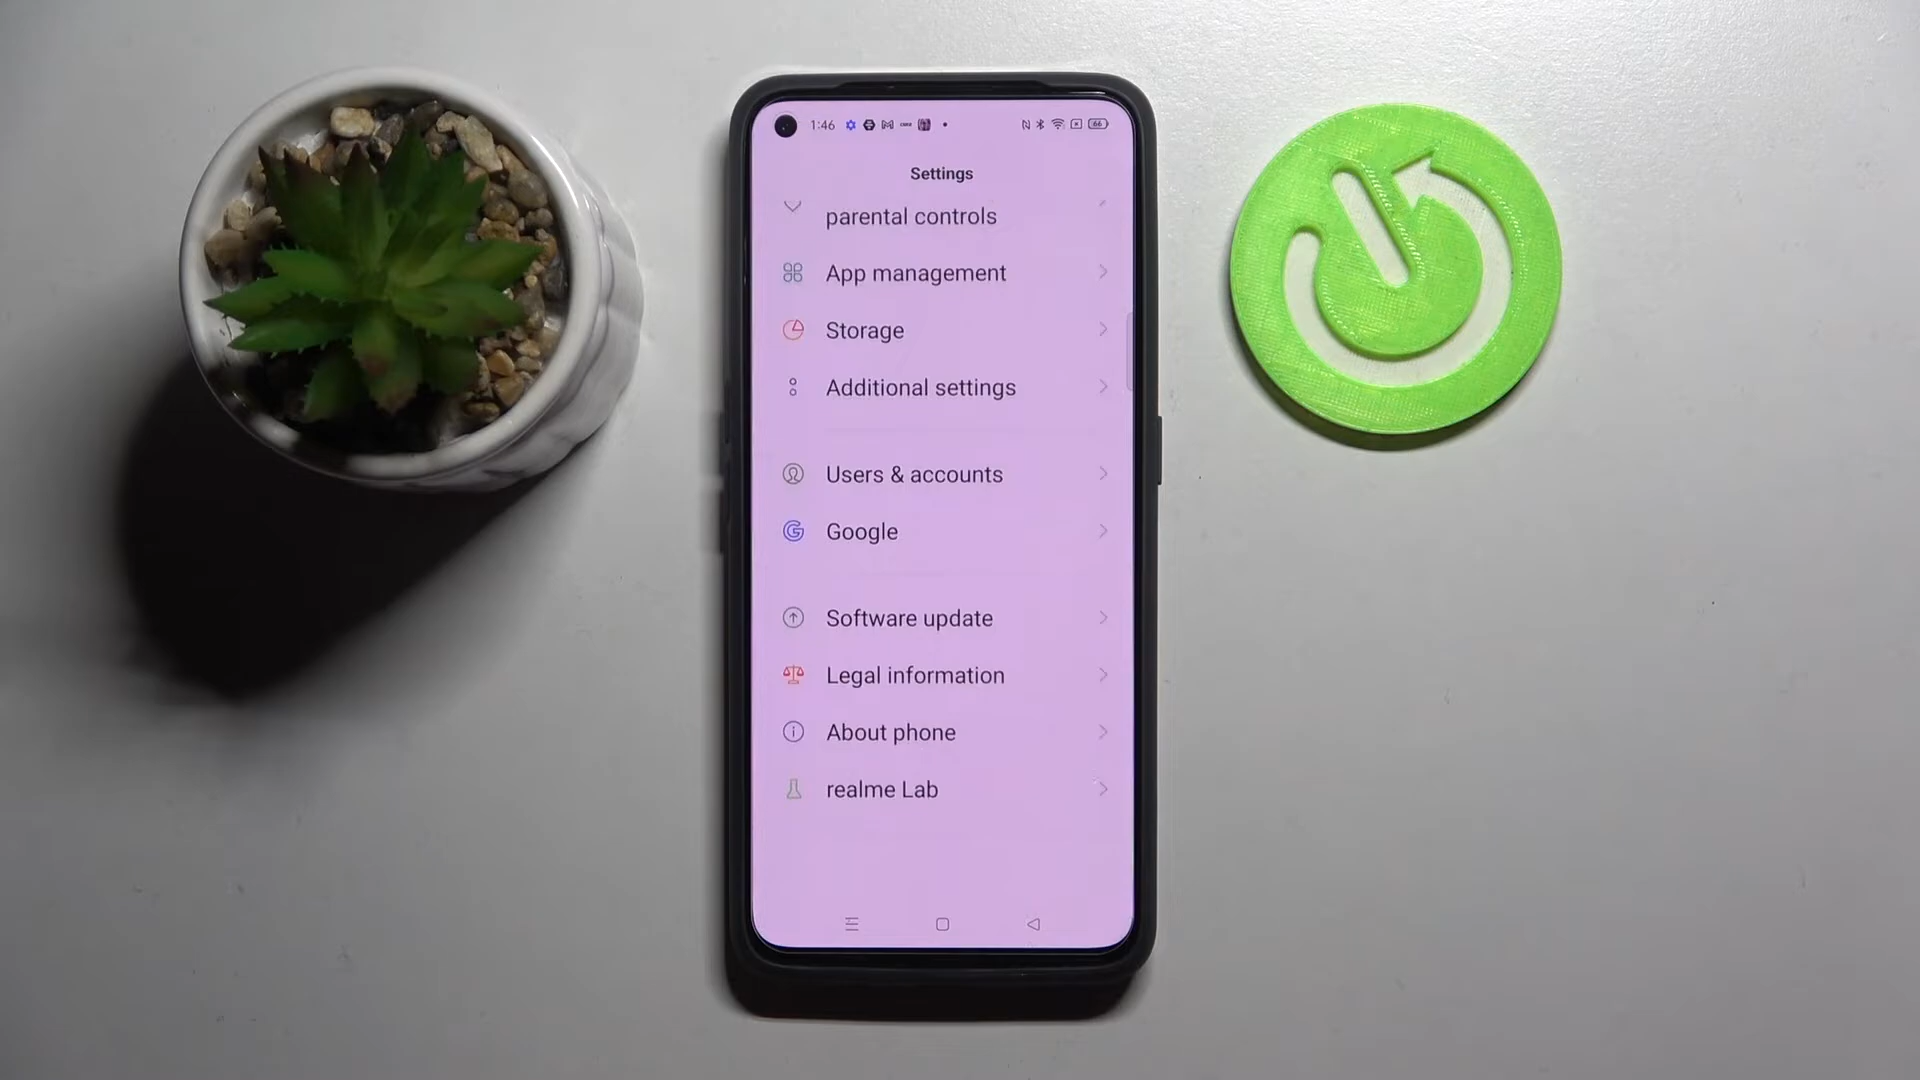 1:46
66
Settings
parental controls
App management
Storage
Additional settings
Users & accounts
Google
Software update
Legal information
About phone
realme Lab